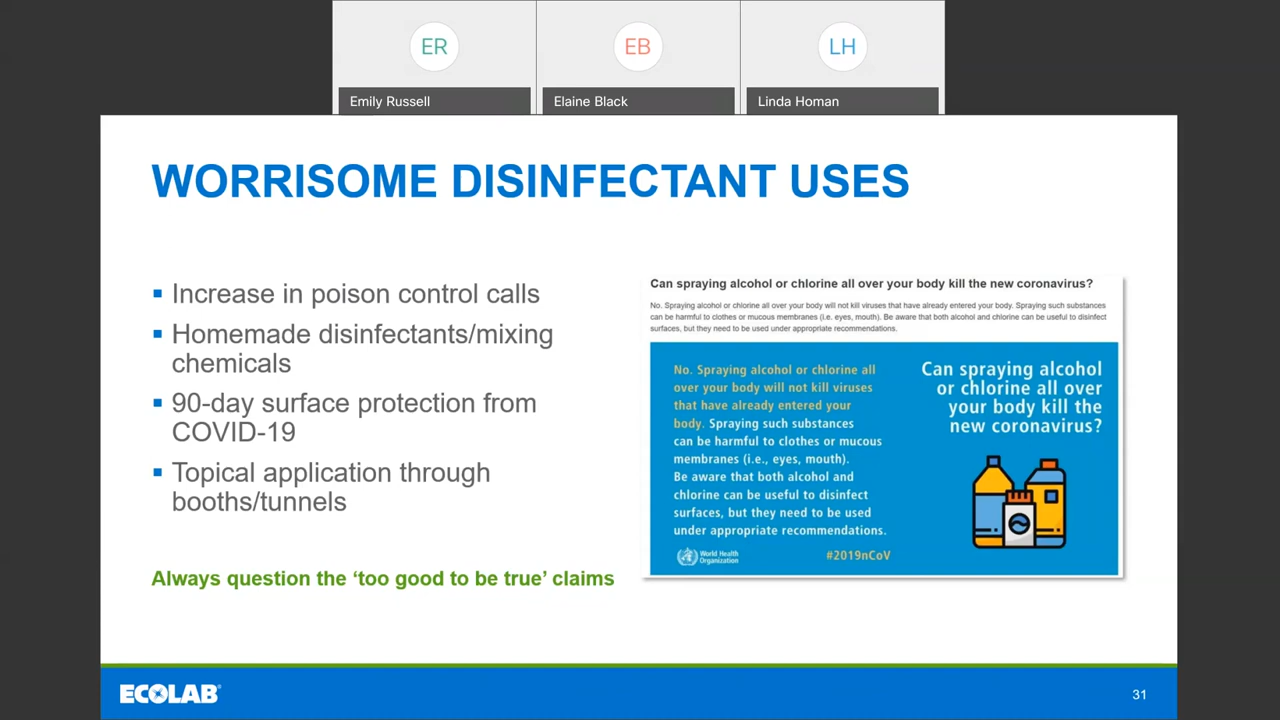 ER
EB
LH
Emily Russell
Elaine Black
Linda Homan
WORRISOME DISINFECTANT USES
▪ Increase in poison control calls
▪ Homemade disinfectants/mixing
chemicals
▪ 90-day surface protection from
COVID-19
▪ Topical application through
booths/tunnels
Always question the ‘too good to be true’ claims
Can spraying alcohol or chlorine all over your body kill the new coronavirus?
No. Spraying alcohol or chlorine all over your body will not kill viruses that have already entered your body. Spraying such substances
can be harmful to clothes or mucous membranes (i.e. eyes, mouth). Be aware that both alcohol and chlorine can be useful to disinfect
surfaces, but they need to be used under appropriate recommendations.
No. Spraying alcohol or chlorine all
over your body will not kill viruses
that have already entered your
body. Spraying such substances
can be harmful to clothes or mucous
membranes (i.e., eyes, mouth).
Be aware that both alcohol and
chlorine can be useful to disinfect
surfaces, but they need to be used
under appropriate recommendations.
World Health
Organization
#2019nCoV
Can spraying alcohol
or chlorine all over
your body kill the
new coronavirus?
ECOLAB®
31